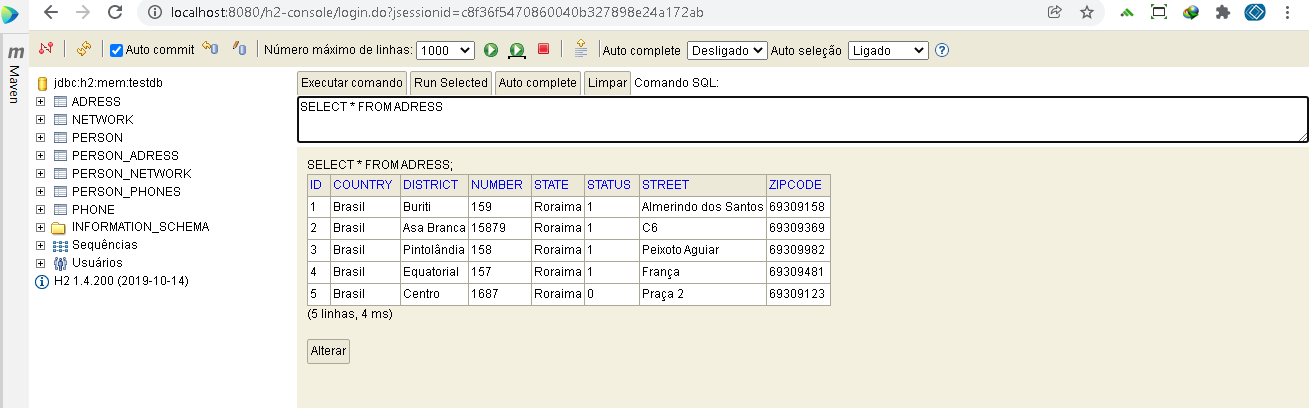 localhost:8080/h2-console/login.do?jsessionid=c8f36f5470860040b327898e24a172ab
m Maven
Auto commit Número máximo de linhas: 1000 Auto complete Desligado Auto seleção Ligado ?
jdbc:h2:mem:testdb
ADRESS
NETWORK
PERSON
PERSON_ADRESS
PERSON_NETWORK
PERSON_PHONES
PHONE
INFORMATION_SCHEMA
Sequências
Usuários
H2 1.4.200 (2019-10-14)
Executar comando Run Selected Auto complete Limpar Comando SQL:
SELECT * FROM ADRESS
SELECT * FROM ADRESS;
ID COUNTRY DISTRICT NUMBER STATE STATUS STREET ZIPCODE
1 Brasil Buriti 159 Roraima 1 Almerindo dos Santos 69309158
2 Brasil Asa Branca 15879 Roraima 1 C6 69309369
3 Brasil Pintolândia 158 Roraima 1 Peixoto Aguiar 69309982
4 Brasil Equatorial 157 Roraima 1 França 69309481
5 Brasil Centro 1687 Roraima 0 Praça 2 69309123
(5 linhas, 4 ms)
Alterar